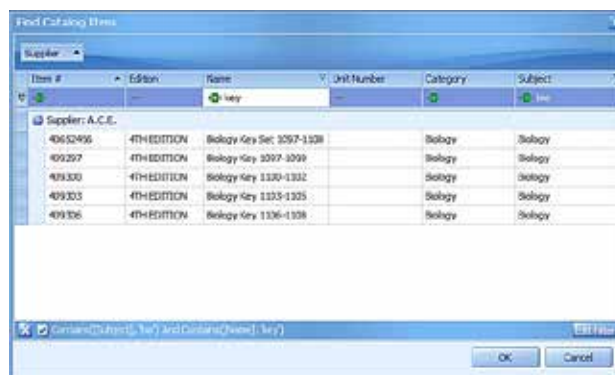 Find Catalog Items
Supplier
Item # Edition Name Unit Number Category Subject
key
Supplier: A.C.E.
40652456 4TH EDITION Biology Key Set 1097-1108 Biology Biology
409297 4TH EDITION Biology Key 1097-1099 Biology Biology
409300 4TH EDITION Biology Key 1100-1102 Biology Biology
409303 4TH EDITION Biology Key 1103-1105 Biology Biology
409306 4TH EDITION Biology Key 1106-1108 Biology Biology
Contains([Subject], 'bio') And Contains([Name], 'key') Edit Filter
OK Cancel